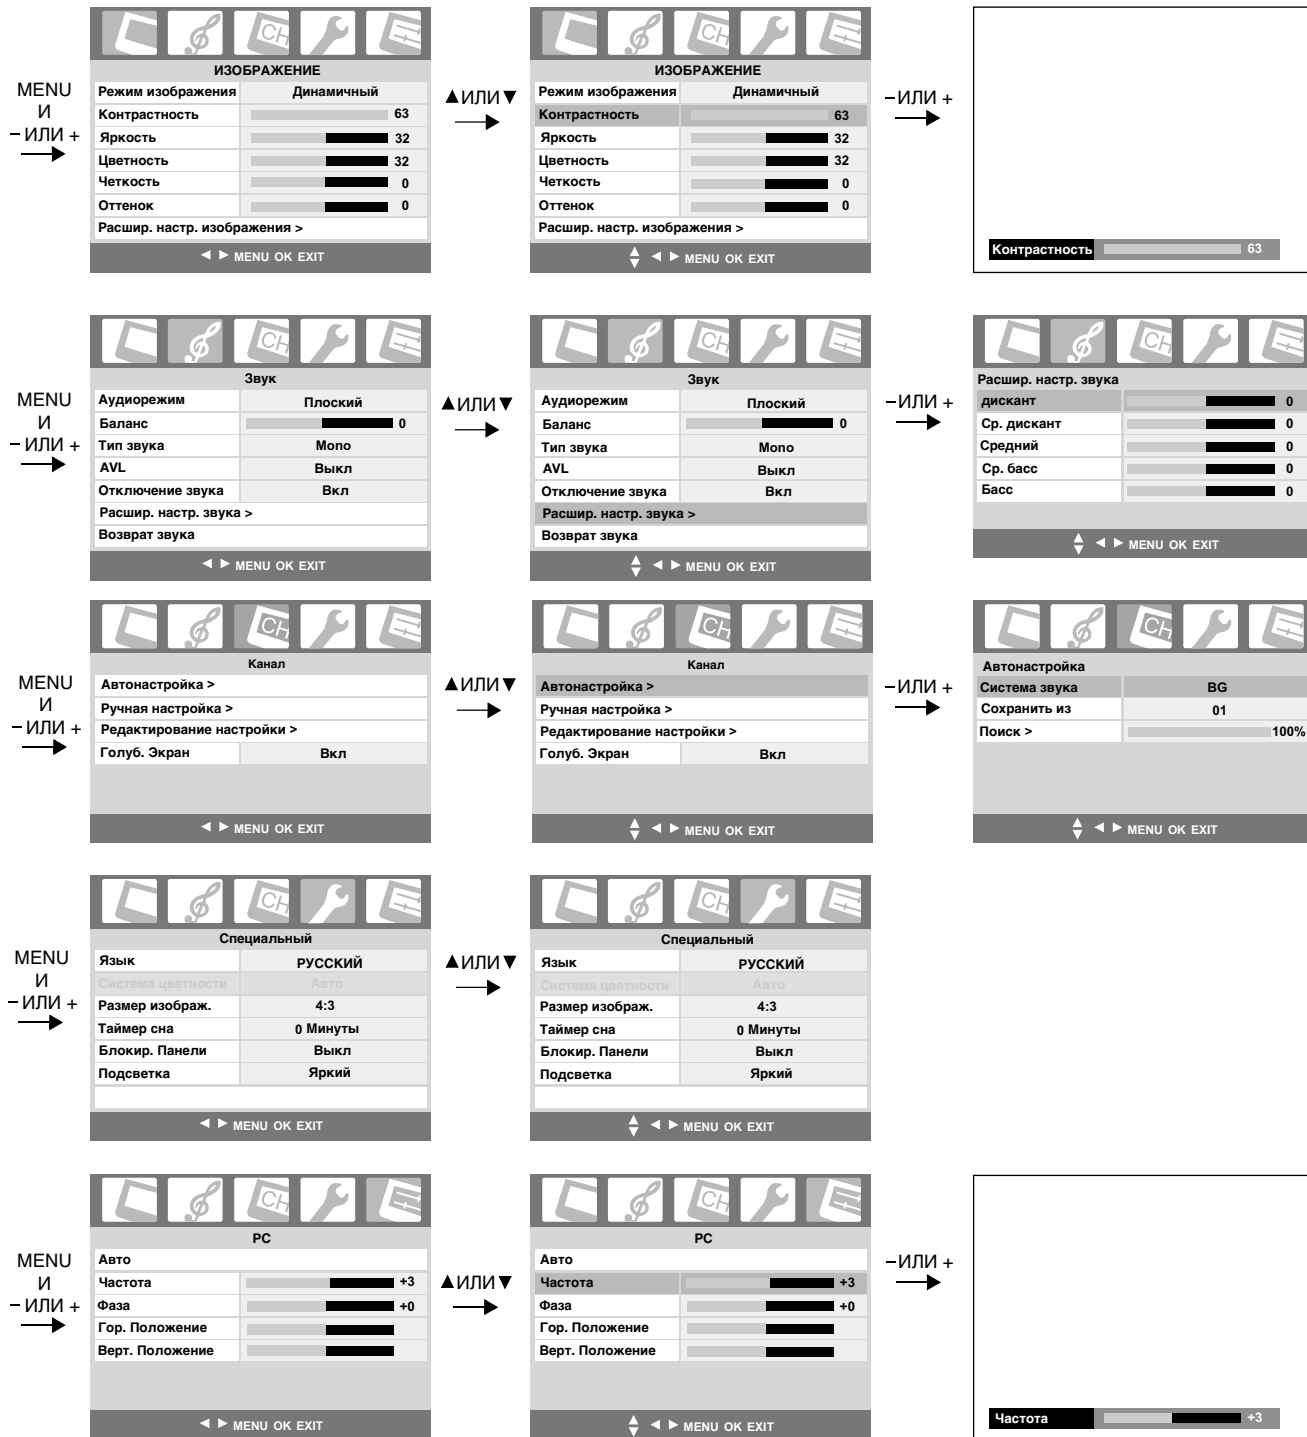 MENU
И
– ИЛИ +
CH
ИЗОБРАЖЕНИЕ
Режим изображения Динамичный
Контрастность 63
Яркость 32
Цветность 32
Четкость 0
Оттенок 0
Расшир. настр. изображения >
◄ ► MENU OK EXIT
▲ИЛИ▼
CH
ИЗОБРАЖЕНИЕ
Режим изображения Динамичный
Контрастность 63
Яркость 32
Цветность 32
Четкость 0
Оттенок 0
Расшир. настр. изображения >
▲▼ ◄ ► MENU OK EXIT
–ИЛИ +
Контрастность 63
MENU
И
– ИЛИ +
CH
Звук
Аудиорежим Плоский
Баланс 0
Тип звука Mono
AVL Выкл
Отключение звука Вкл
Расшир. настр. звука >
Возврат звука
◄ ► MENU OK EXIT
▲ИЛИ▼
CH
Звук
Аудиорежим Плоский
Баланс 0
Тип звука Mono
AVL Выкл
Отключение звука Вкл
Расшир. настр. звука >
Возврат звука
▲▼ ◄ ► MENU OK EXIT
–ИЛИ +
CH
Расшир. настр. звука
дискант 0
Ср. дискант 0
Средний 0
Ср. басс 0
Басс 0
▲▼ ◄ ► MENU OK EXIT
MENU
И
– ИЛИ +
CH
Канал
Автонастройка >
Ручная настройка >
Редактирование настройки >
Голуб. Экран Вкл
◄ ► MENU OK EXIT
▲ИЛИ▼
CH
Канал
Автонастройка >
Ручная настройка >
Редактирование настройки >
Голуб. Экран Вкл
▲▼ ◄ ► MENU OK EXIT
–ИЛИ +
CH
Автонастройка
Система звука BG
Сохранить из 01
Поиск > 100%
▲▼ ◄ ► MENU OK EXIT
MENU
И
– ИЛИ +
CH
Специальный
Язык РУССКИЙ
Система цветности Авто
Размер изображ. 4:3
Таймер сна 0 Минуты
Блокир. Панели Выкл
Подсветка Яркий
◄ ► MENU OK EXIT
▲ИЛИ▼
CH
Специальный
Язык РУССКИЙ
Система цветности Авто
Размер изображ. 4:3
Таймер сна 0 Минуты
Блокир. Панели Выкл
Подсветка Яркий
▲▼ ◄ ► MENU OK EXIT
MENU
И
– ИЛИ +
CH
PC
Авто
Частота +3
Фаза +0
Гор. Положение
Верт. Положение
◄ ► MENU OK EXIT
▲ИЛИ▼
CH
PC
Авто
Частота +3
Фаза +0
Гор. Положение
Верт. Положение
▲▼ ◄ ► MENU OK EXIT
–ИЛИ +
Частота +3